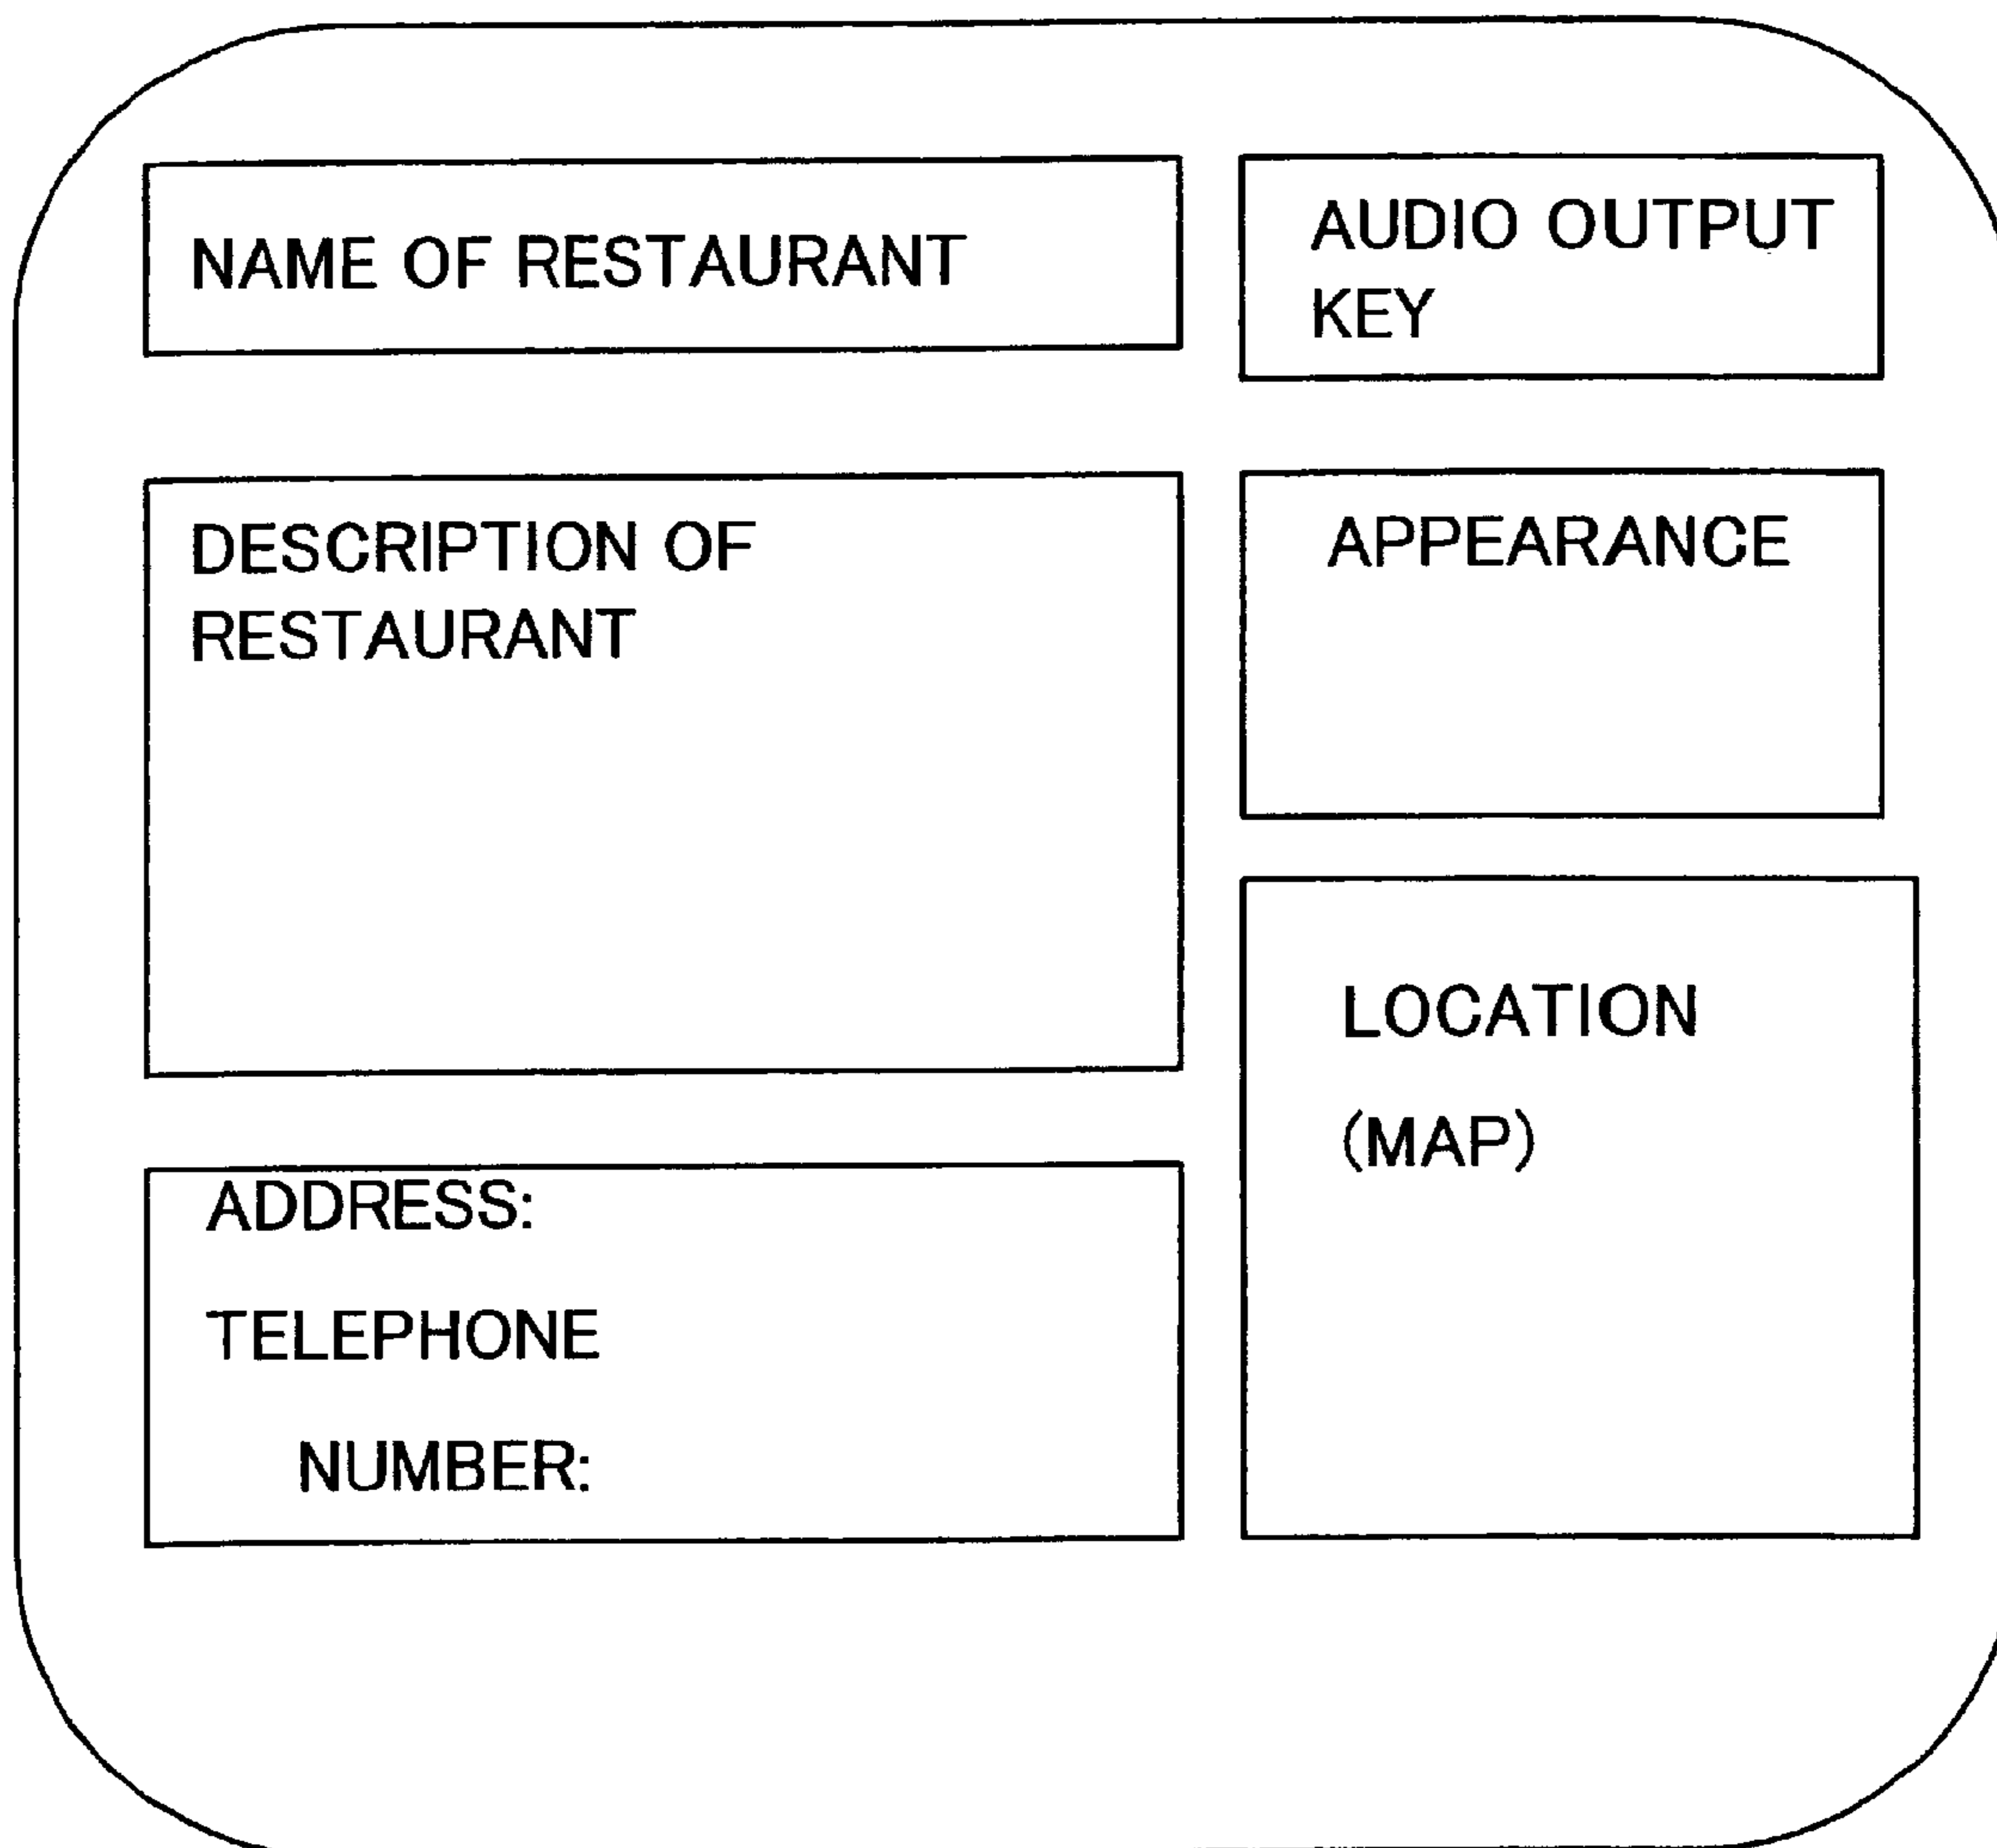 NAME OF RESTAURANT
AUDIO OUTPUT
KEY
DESCRIPTION OF
RESTAURANT
APPEARANCE
ADDRESS:
TELEPHONE
NUMBER:
LOCATION
(MAP)